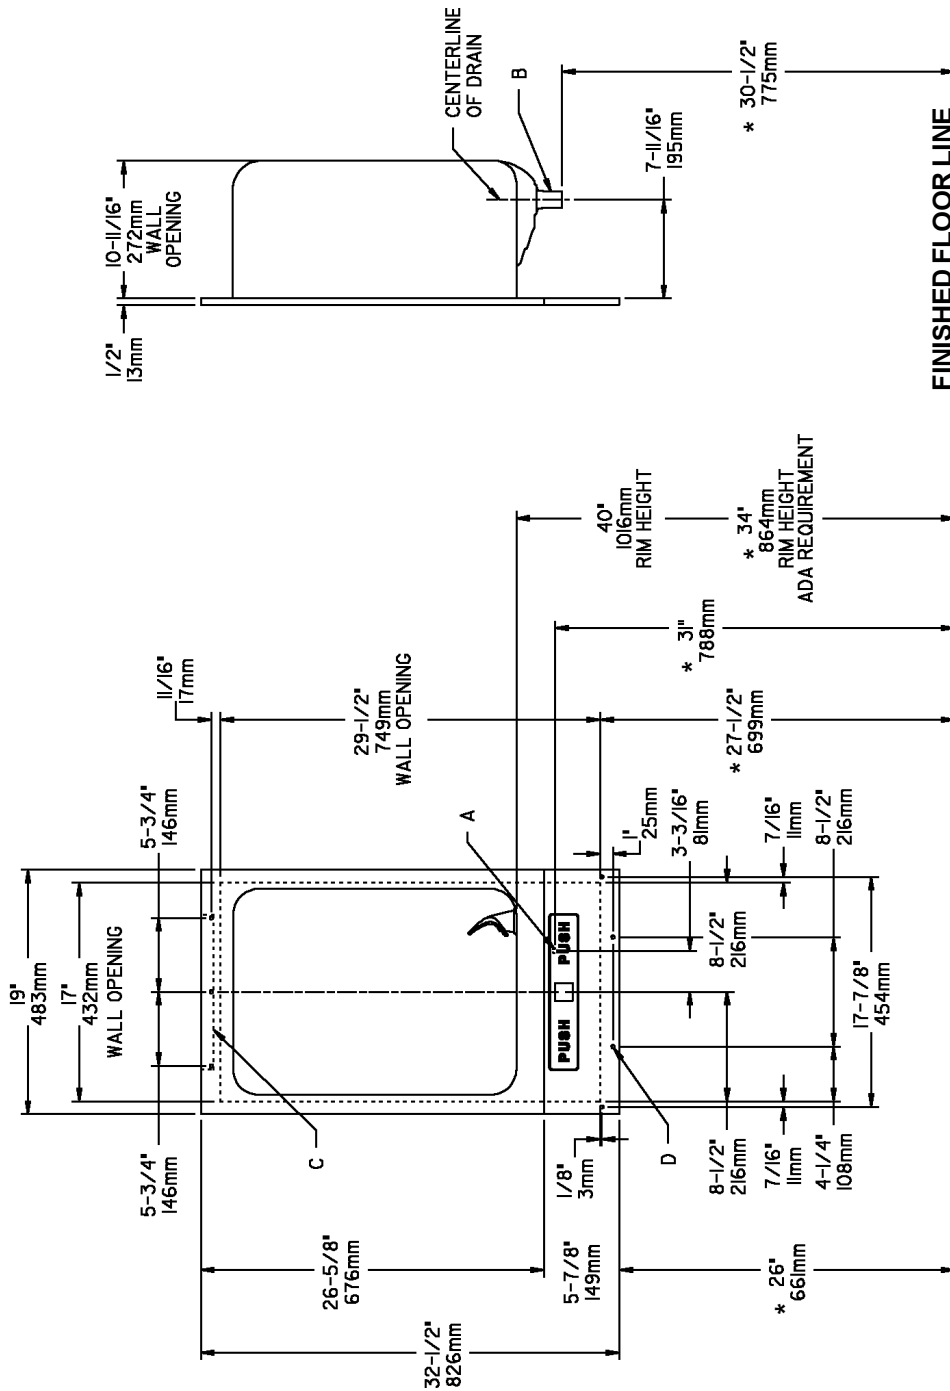 19"
483mm
17"
432mm
WALL OPENING
5-3/4"
146mm
5-3/4"
146mm
11/16"
17mm
C
29-1/2"
749mm
WALL OPENING
26-5/8"
676mm
32-1/2"
826mm
A
PUSH
PUSH
1/8"
3mm
5-7/8"
149mm
D
1"
25mm
3-3/16"
81mm
8-1/2"
216mm
8-1/2"
216mm
7/16"
11mm
7/16"
11mm
8-1/2"
216mm
4-1/4"
108mm
17-7/8"
454mm
* 26"
661mm
* 27-1/2"
699mm
* 31"
788mm
40"
1016mm
RIM HEIGHT
* 34"
864mm
RIM HEIGHT
ADA REQUIREMENT
1/2"
13mm
10-11/16"
272mm
WALL
OPENING
CENTERLINE
OF DRAIN
B
7-11/16"
195mm
* 30-1/2"
775mm
FINISHED FLOOR LINE